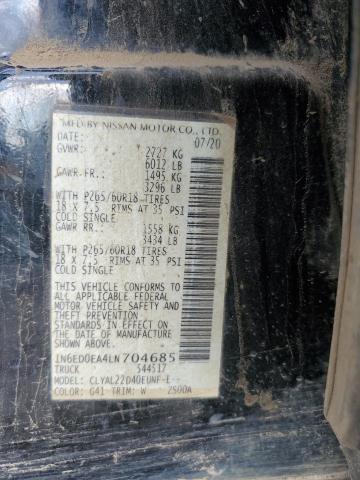 MFD BY NISSAN MOTOR CO., LTD.
DATE: 07/20
GVWR: 2727 KG
6012 LB
GAWR-FR.: 1495 KG
3296 LB
WITH P265/60R18 TIRES
18 X 7.5 RIMS AT 35 PSI
COLD SINGLE
GAWR RR.: 1558 KG
3434 LB
WITH P265/60R18 TIRES
18 X 7.5 RIMS AT 35 PSI
COLD SINGLE
THIS VEHICLE CONFORMS TO
ALL APPLICABLE FEDERAL
MOTOR VEHICLE SAFETY AND
THEFT PREVENTION
STANDARDS IN EFFECT ON
THE DATE OF MANUFACTURE
SHOWN ABOVE.
1N6ED0EA4LN704685
TRUCK 544517
MODEL: CLYAL22D40EUNF-E--
COLOR: G41 TRIM: W 2500A